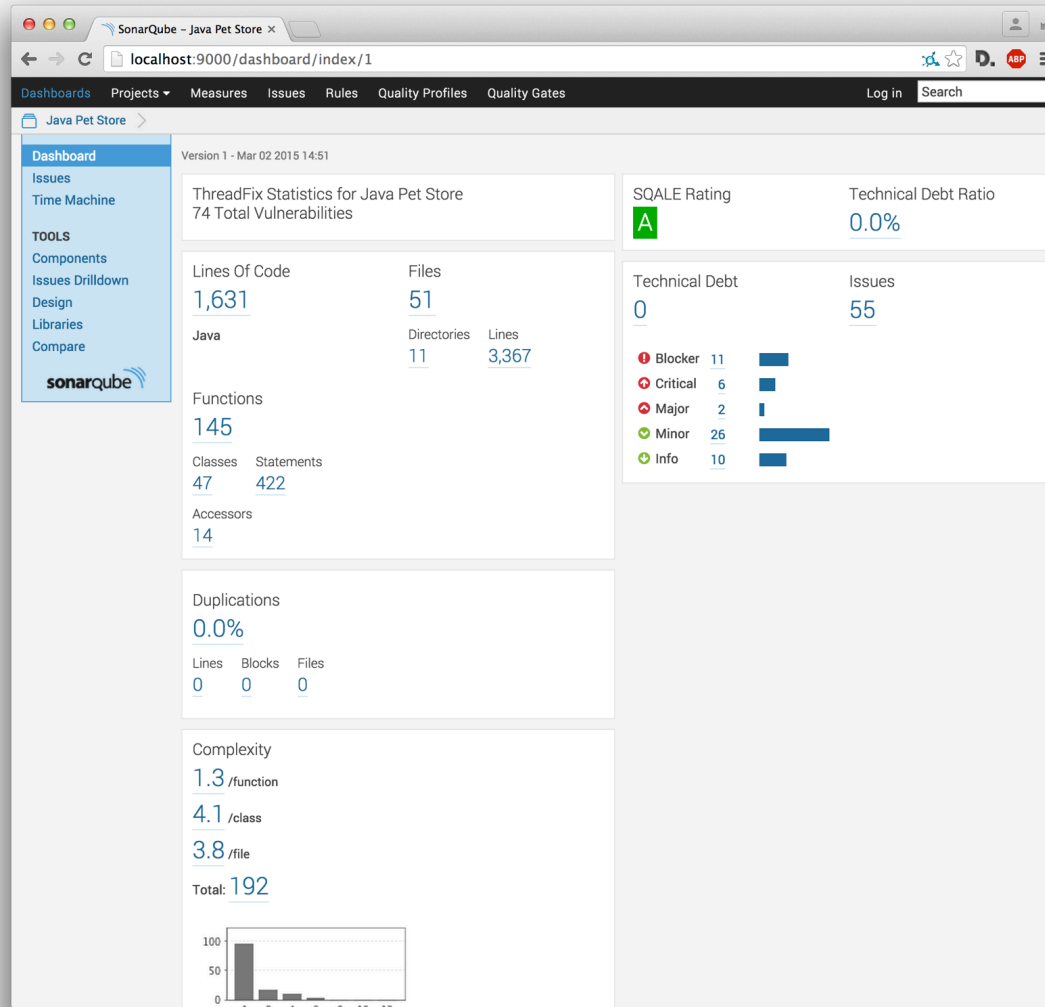 SonarQube – Java Pet Store ×
localhost:9000/dashboard/index/1
D. ABP
Dashboards Projects Measures Issues Rules Quality Profiles Quality Gates Log in Search
Java Pet Store
Dashboard
Issues
Time Machine
TOOLS
Components
Issues Drilldown
Design
Libraries
Compare
sonarqube
Version 1 - Mar 02 2015 14:51
ThreadFix Statistics for Java Pet Store
74 Total Vulnerabilities
Lines Of Code Files
1,631 51
Java Directories Lines
11 3,367
Functions
145
Classes Statements
47 422
Accessors
14
Duplications
0.0%
Lines Blocks Files
0 0 0
Complexity
1.3 /function
4.1 /class
3.8 /file
Total: 192
100
50
0
SQALE Rating Technical Debt Ratio
A 0.0%
Technical Debt Issues
0 55
Blocker 11
Critical 6
Major 2
Minor 26
Info 10